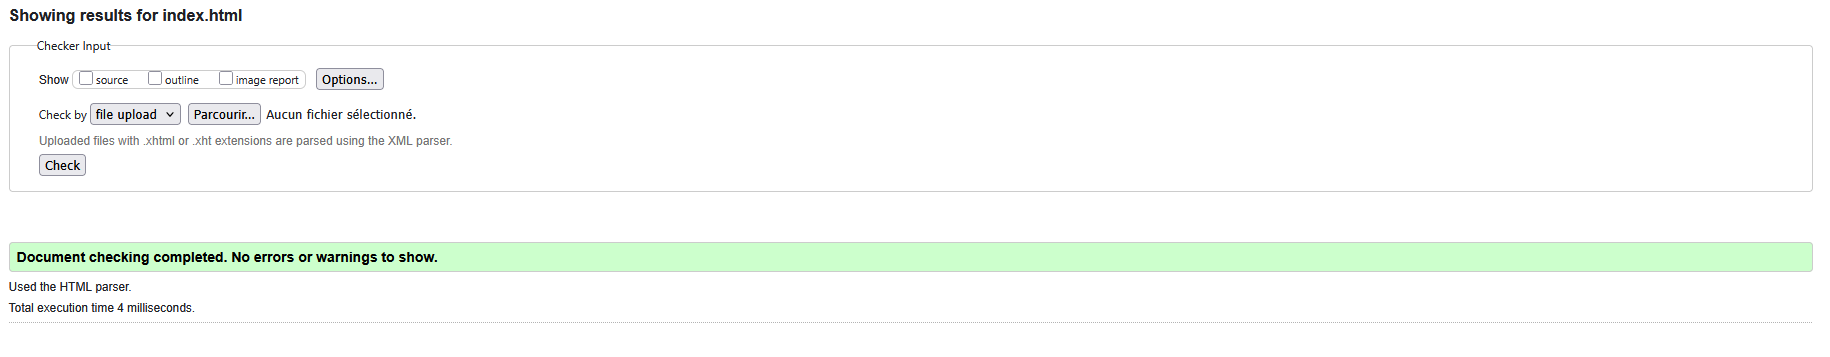 Showing results for index.html
Checker Input
Show source outline image report Options...
Check by file upload Parcourir... Aucun fichier sélectionné.
Uploaded files with .xhtml or .xht extensions are parsed using the XML parser.
Check
Document checking completed. No errors or warnings to show.
Used the HTML parser.
Total execution time 4 milliseconds.